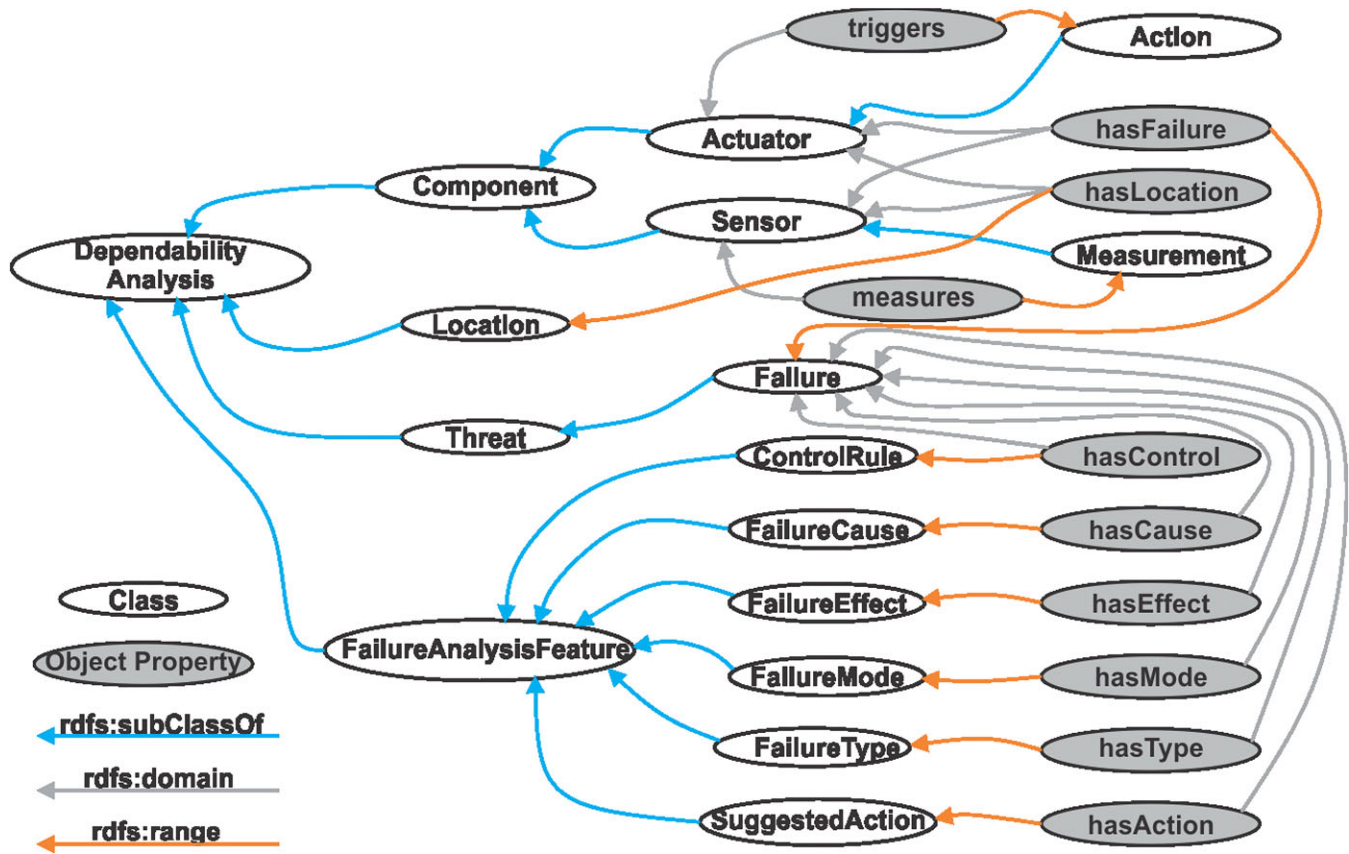 triggers
Action
hasFailure
Actuator
Component
hasLocation
Sensor
Dependability
Analysis
Measurement
measures
Location
Failure
Threat
ControlRule
hasControl
FailureCause
hasCause
Class
FailureEffect
hasEffect
FailureAnalysisFeature
Object Property
FailureMode
hasMode
rdfs:subClassOf
FailureType
hasType
rdfs:domain
SuggestedAction
hasAction
rdfs:range